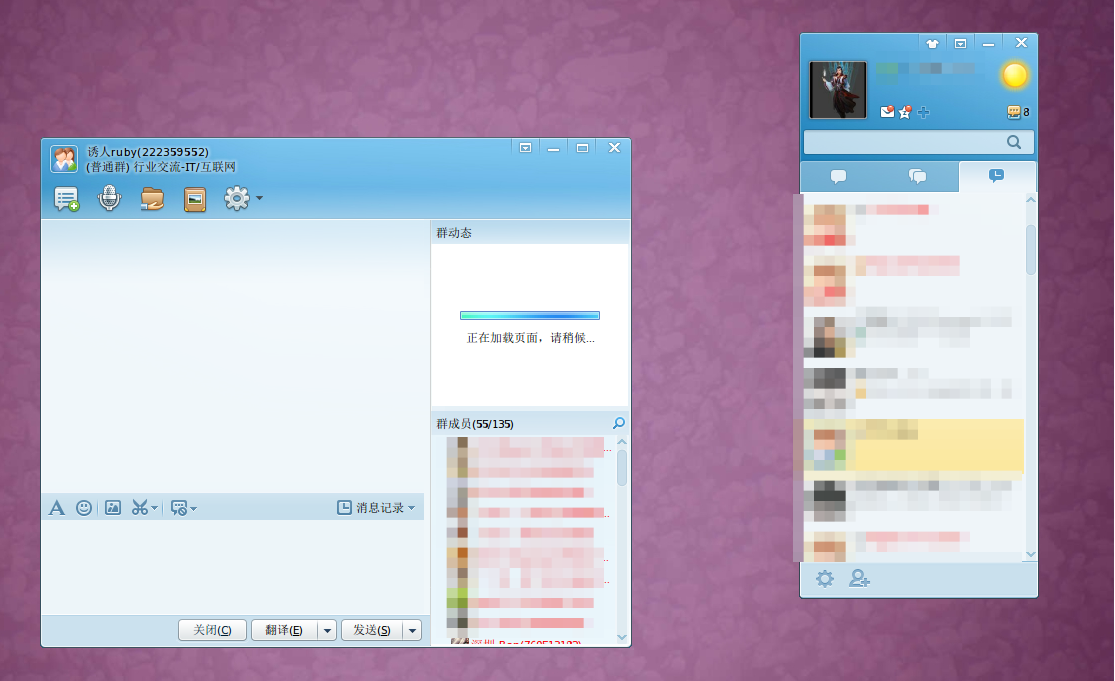 诱人ruby(222359552)
(普通群) 行业交流-IT/互联网
群动态
正在加载页面，请稍候...
群成员(55/135)
消息记录
关闭(C)
翻译(E)
发送(S)
8